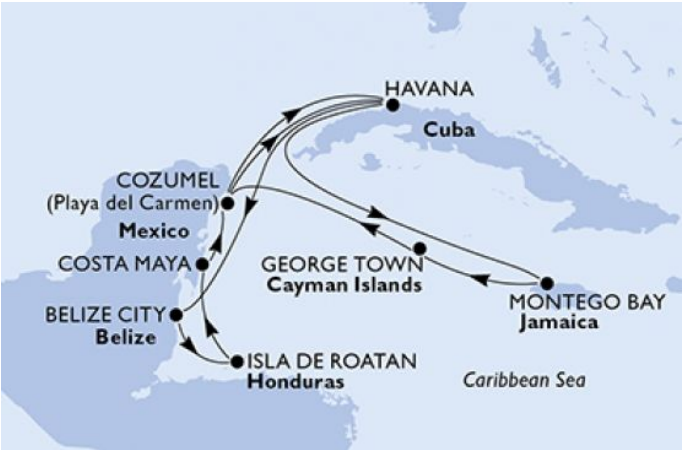 HAVANA
Cuba
COZUMEL
(Playa del Carmen)
Mexico
COSTA MAYA
GEORGE TOWN
Cayman Islands
BELIZE CITY
Belize
MONTEGO BAY
Jamaica
ISLA DE ROATAN
Honduras
Caribbean Sea